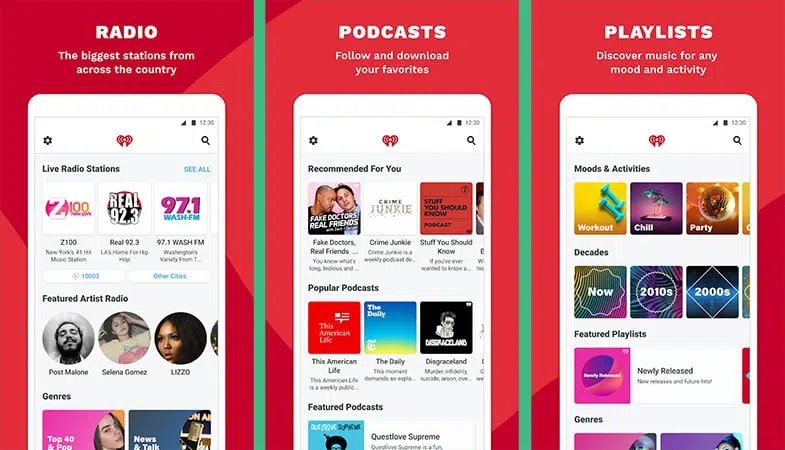 RADIO
The biggest stations from
across the country
12:30
Live Radio Stations
SEE ALL
Z100
new york
REAL
92.3
97.1
WASH-FM
Z100
New York's #1 Hit
Music Station
Real 92.3
LA's Home For Hip
Hop
97.1 WASH FM
Washington's
Variety From T...
10003
Other Cities
Featured Artist Radio
Post Malone
Selena Gomez
LIZZO
Genres
Top 40
& Pop
News
& Talk
PODCASTS
Follow and download
your favorites
12:30
Recommended For You
FAKE DOCTORS,
REAL FRIENDS
CRIME
JUNKIE
STUFF
YOU
SHOULD
KNOW
PODCAST
Fake Doctors,
Real Friends ...
You know what's
long, tedious and ...
Crime Junkie
Crime Junkie is a
weekly podcast de...
Stuff You Should
Know
If you've ever
wanted to know a...
Popular Podcasts
This
American
Life
The
Daily
DISGRACELAND
This American
Life
This American Life
is a weekly public...
The Daily
This moment
demands an expla...
Disgraceland
Murder, infidelity,
suicide, arson, ove...
Featured Podcasts
QUESTLOVE SUPREME
Questlove Supreme
Questlove Supreme is a fun,
PLAYLISTS
Discover music for any
mood and activity
12:30
Moods & Activities
Workout
Chill
Party
Decades
Now
2010s
2000s
Featured Playlists
Newly Released
Newly Released
New releases and future hits!
Genres